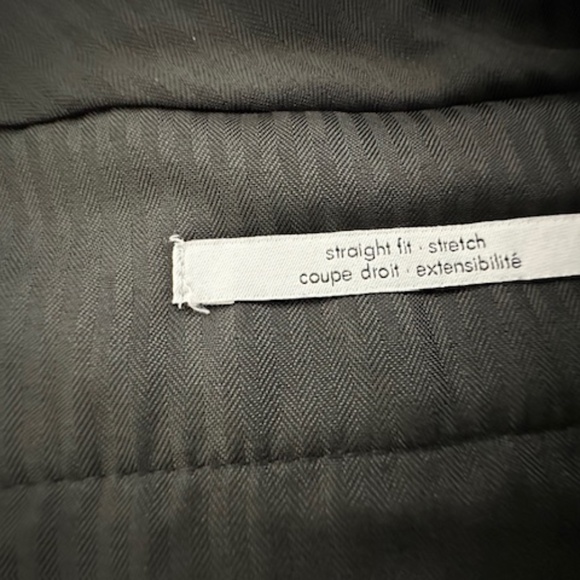 straight fit · stretch
coupe droit · extensibilité